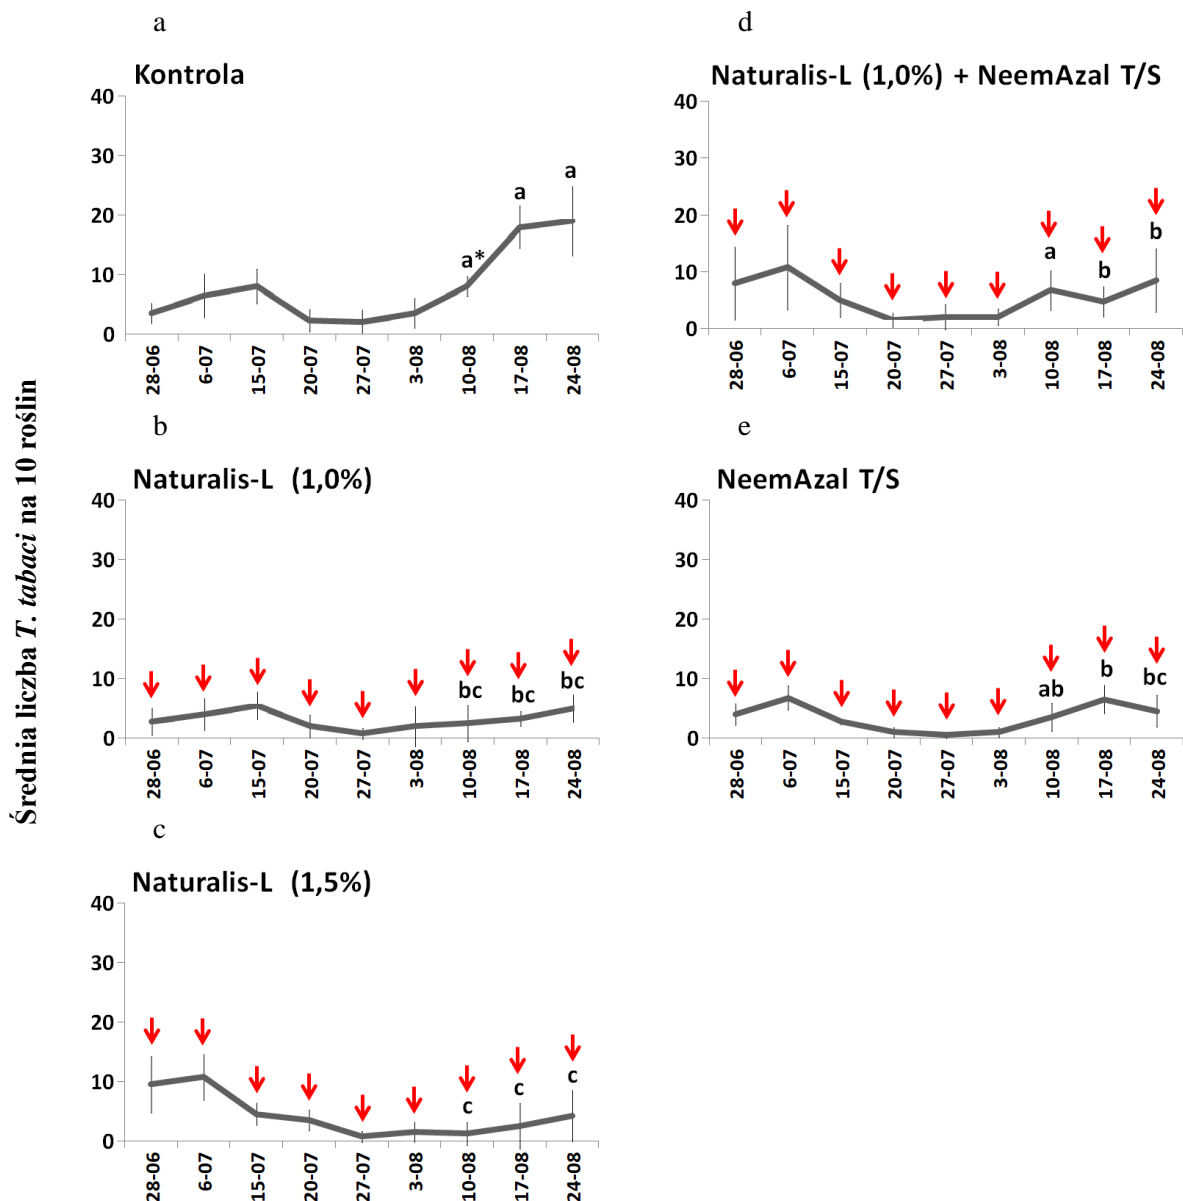 a
Kontrola
40
30
20
10
0
a*
a
a
28-06
6-07
15-07
20-07
27-07
3-08
10-08
17-08
24-08
b
Naturalis-L (1,0%)
40
30
20
10
0
bc
bc
bc
28-06
6-07
15-07
20-07
27-07
3-08
10-08
17-08
24-08
c
Naturalis-L (1,5%)
40
30
20
10
0
c
c
c
28-06
6-07
15-07
20-07
27-07
3-08
10-08
17-08
24-08
d
Naturalis-L (1,0%) + NeemAzal T/S
40
30
20
10
0
a
b
b
28-06
6-07
15-07
20-07
27-07
3-08
10-08
17-08
24-08
e
NeemAzal T/S
40
30
20
10
0
ab
b
bc
28-06
6-07
15-07
20-07
27-07
3-08
10-08
17-08
24-08
Średnia liczba T. tabaci na 10 roślin